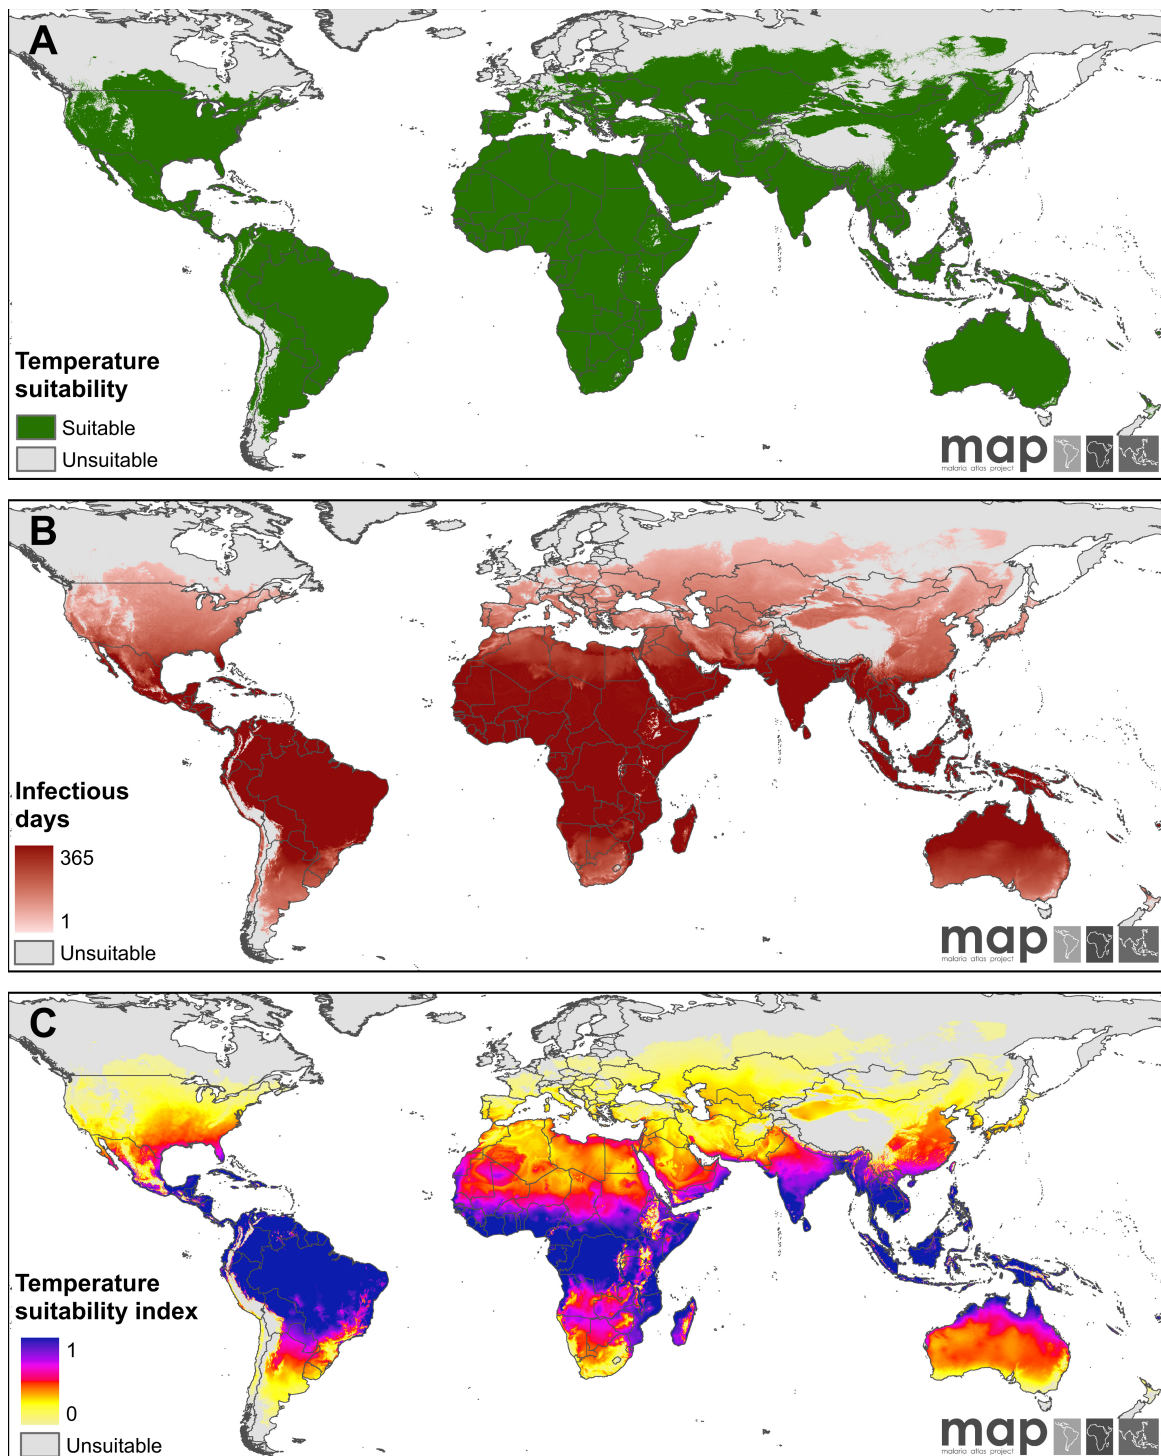 A
Temperature
suitability
Suitable
Unsuitable
map
malaria atlas project
B
Infectious
days
365
1
Unsuitable
map
malaria atlas project
C
Temperature
suitability index
1
0
Unsuitable
map
malaria atlas project